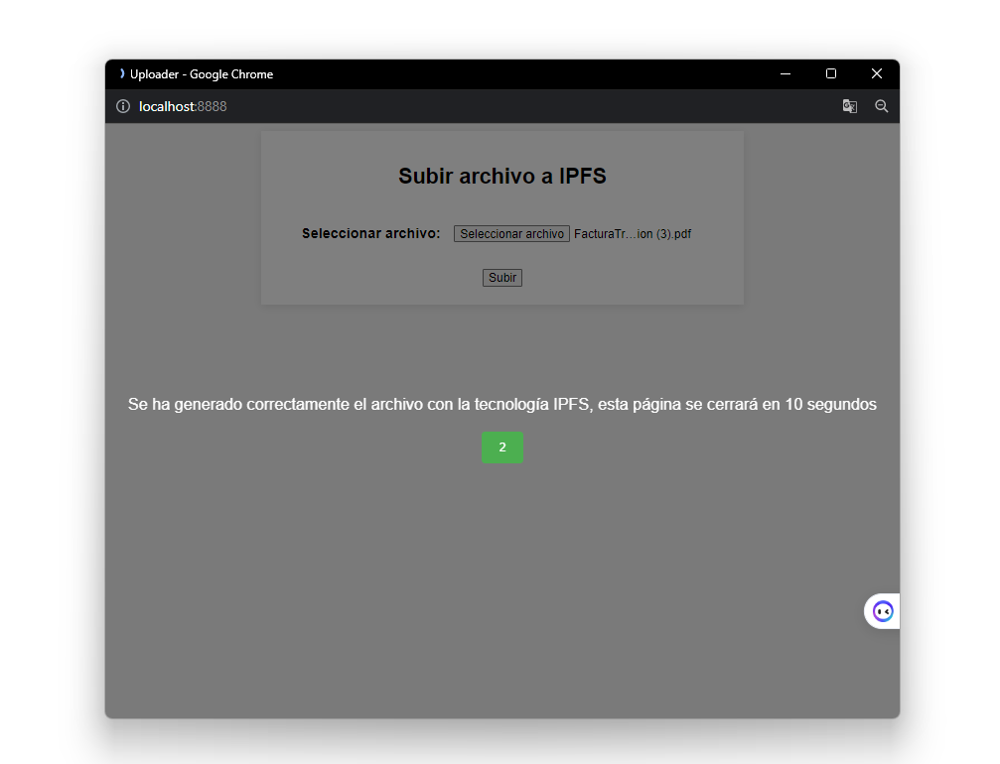 Uploader - Google Chrome
localhost:8888
Subir archivo a IPFS
Seleccionar archivo: Seleccionar archivo FacturaTr...ion (3).pdf
Subir
Se ha generado correctamente el archivo con la tecnología IPFS, esta página se cerrará en 10 segundos
2